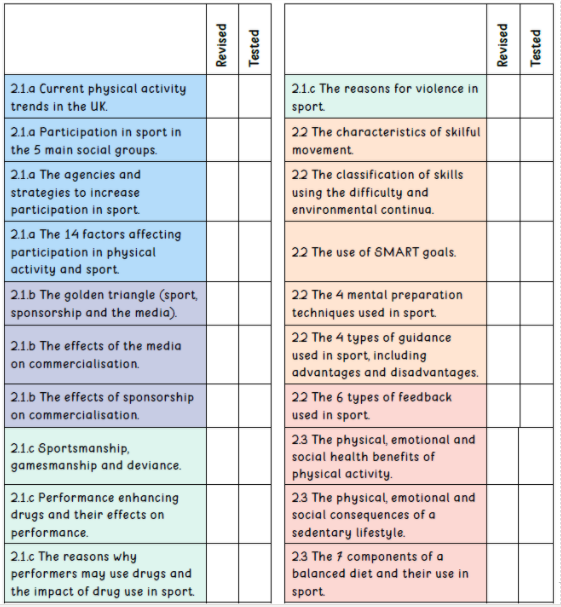 Revised
Tested
2.1.a Current physical activity
trends in the UK.
2.1.a Participation in sport in
the 5 main social groups.
2.1.a The agencies and
strategies to increase
participation in sport.
2.1.a The 14 factors affecting
participation in physical
activity and sport.
2.1.b The golden triangle (sport,
sponsorship and the media).
2.1.b The effects of the media
on commercialisation.
2.1.b The effects of sponsorship
on commercialisation.
2.1.c Sportsmanship,
gamesmanship and deviance.
2.1.c Performance enhancing
drugs and their effects on
performance.
2.1.c The reasons why
performers may use drugs and
the impact of drug use in sport.
Revised
Tested
2.1.c The reasons for violence in
sport.
2.2 The characteristics of skilful
movement.
2.2 The classification of skills
using the difficulty and
environmental continua.
2.2 The use of SMART goals.
2.2 The 4 mental preparation
techniques used in sport.
2.2 The 4 types of guidance
used in sport, including
advantages and disadvantages.
2.2 The 6 types of feedback
used in sport.
2.3 The physical, emotional and
social health benefits of
physical activity.
2.3 The physical, emotional and
social consequences of a
sedentary lifestyle.
2.3 The 7 components of a
balanced diet and their use in
sport.